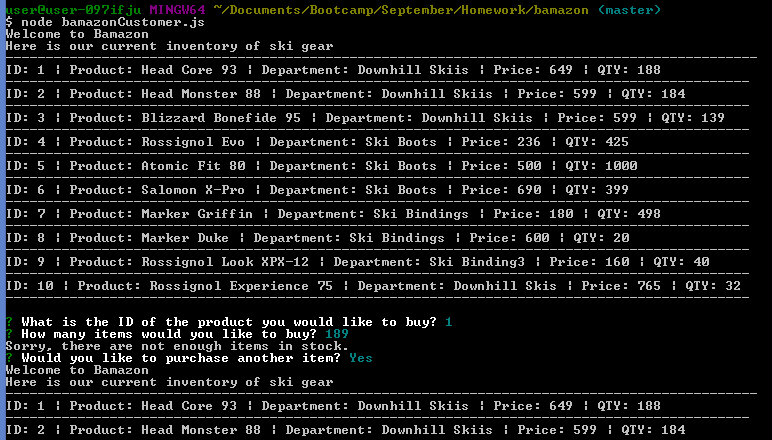 user@user-097ifju MINGW64 ~/Documents/Bootcamp/September/Homework/bamazon (master)
$ node bamazonCustomer.js
Welcome to Bamazon
Here is our current inventory of ski gear
ID: 1 ¦ Product: Head Core 93 ¦ Department: Downhill Skiis ¦ Price: 649 ¦ QTY: 188
ID: 2 ¦ Product: Head Monster 88 ¦ Department: Downhill Skiis ¦ Price: 599 ¦ QTY: 184
ID: 3 ¦ Product: Blizzard Bonefide 95 ¦ Department: Downhill Skiis ¦ Price: 599 ¦ QTY: 139
ID: 4 ¦ Product: Rossignol Evo ¦ Department: Ski Boots ¦ Price: 236 ¦ QTY: 425
ID: 5 ¦ Product: Atomic Fit 80 ¦ Department: Ski Boots ¦ Price: 500 ¦ QTY: 1000
ID: 6 ¦ Product: Salomon X-Pro ¦ Department: Ski Boots ¦ Price: 690 ¦ QTY: 399
ID: 7 ¦ Product: Marker Griffin ¦ Department: Ski Bindings ¦ Price: 180 ¦ QTY: 498
ID: 8 ¦ Product: Marker Duke ¦ Department: Ski Bindings ¦ Price: 600 ¦ QTY: 20
ID: 9 ¦ Product: Rossignol Look XPX-12 ¦ Department: Ski Binding3 ¦ Price: 160 ¦ QTY: 40
ID: 10 ¦ Product: Rossignol Experience 75 ¦ Department: Downhill Skis ¦ Price: 765 ¦ QTY: 32
? What is the ID of the product you would like to buy? 1
? How many items would you like to buy? 189
Sorry, there are not enough items in stock.
? Would you like to purchase another item? Yes
Welcome to Bamazon
Here is our current inventory of ski gear
ID: 1 ¦ Product: Head Core 93 ¦ Department: Downhill Skiis ¦ Price: 649 ¦ QTY: 188
ID: 2 ¦ Product: Head Monster 88 ¦ Department: Downhill Skiis ¦ Price: 599 ¦ QTY: 184